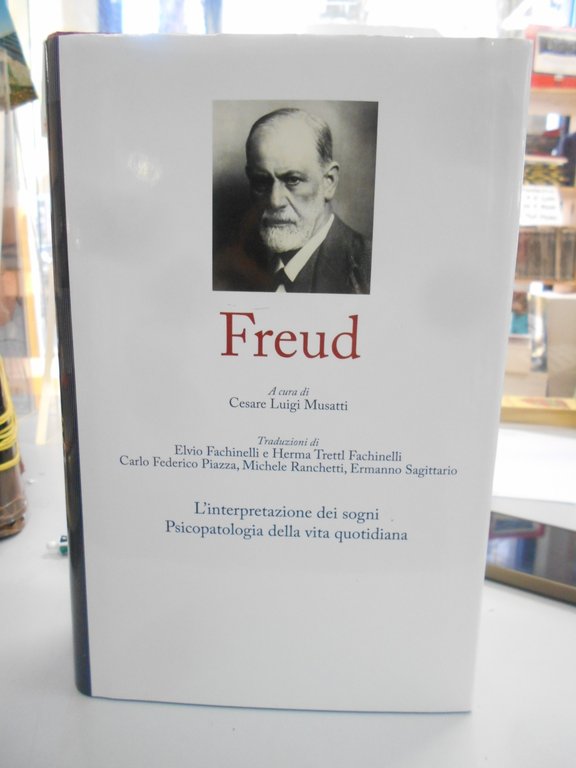 Freud
A cura di
Cesare Luigi Musatti
Traduzioni di
Elvio Fachinelli e Herma Trettl Fachinelli
Carlo Federico Piazza, Michele Ranchetti, Ermanno Sagittario
L'interpretazione dei sogni
Psicopatologia della vita quotidiana